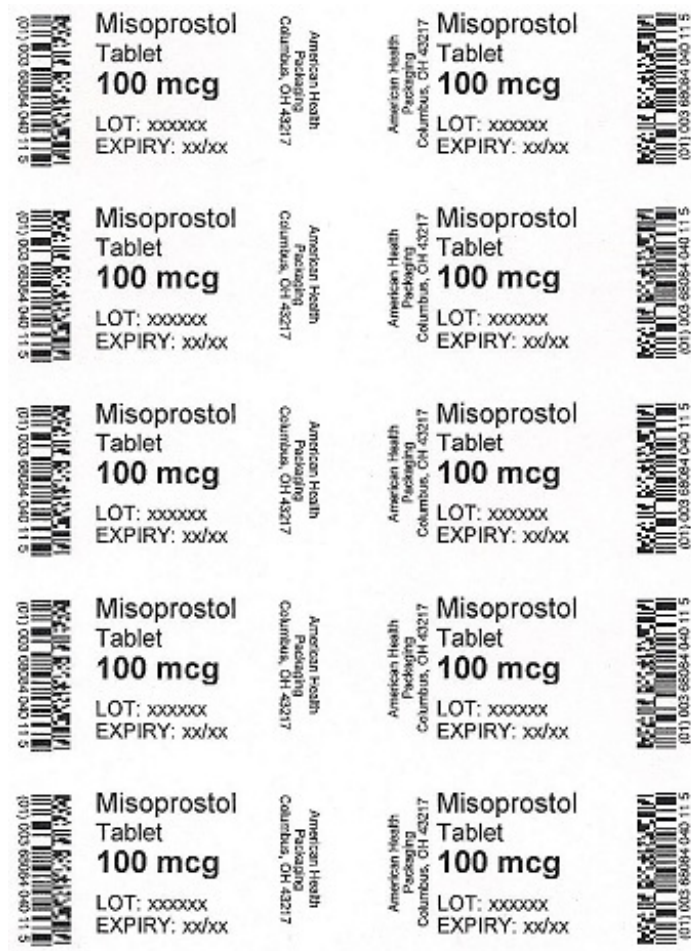 (01) 003 68084 040 11 5
Misoprostol
Tablet
100 mcg
LOT: xxxxxx
EXPIRY: xx/xx
American Health
Packaging
Columbus, OH 43217
American Health
Packaging
Columbus, OH 43217
Misoprostol
Tablet
100 mcg
LOT: xxxxxx
EXPIRY: xx/xx
(01) 003 68084 040 11 5
(01) 003 68084 040 11 5
Misoprostol
Tablet
100 mcg
LOT: xxxxxx
EXPIRY: xx/xx
American Health
Packaging
Columbus, OH 43217
American Health
Packaging
Columbus, OH 43217
Misoprostol
Tablet
100 mcg
LOT: xxxxxx
EXPIRY: xx/xx
(01) 003 68084 040 11 5
(01) 003 68084 040 11 5
Misoprostol
Tablet
100 mcg
LOT: xxxxxx
EXPIRY: xx/xx
American Health
Packaging
Columbus, OH 43217
American Health
Packaging
Columbus, OH 43217
Misoprostol
Tablet
100 mcg
LOT: xxxxxx
EXPIRY: xx/xx
(01) 003 68084 040 11 5
(01) 003 68084 040 11 5
Misoprostol
Tablet
100 mcg
LOT: xxxxxx
EXPIRY: xx/xx
American Health
Packaging
Columbus, OH 43217
American Health
Packaging
Columbus, OH 43217
Misoprostol
Tablet
100 mcg
LOT: xxxxxx
EXPIRY: xx/xx
(01) 003 68084 040 11 5
(01) 003 68084 040 11 5
Misoprostol
Tablet
100 mcg
LOT: xxxxxx
EXPIRY: xx/xx
American Health
Packaging
Columbus, OH 43217
American Health
Packaging
Columbus, OH 43217
Misoprostol
Tablet
100 mcg
LOT: xxxxxx
EXPIRY: xx/xx
(01) 003 68084 040 11 5